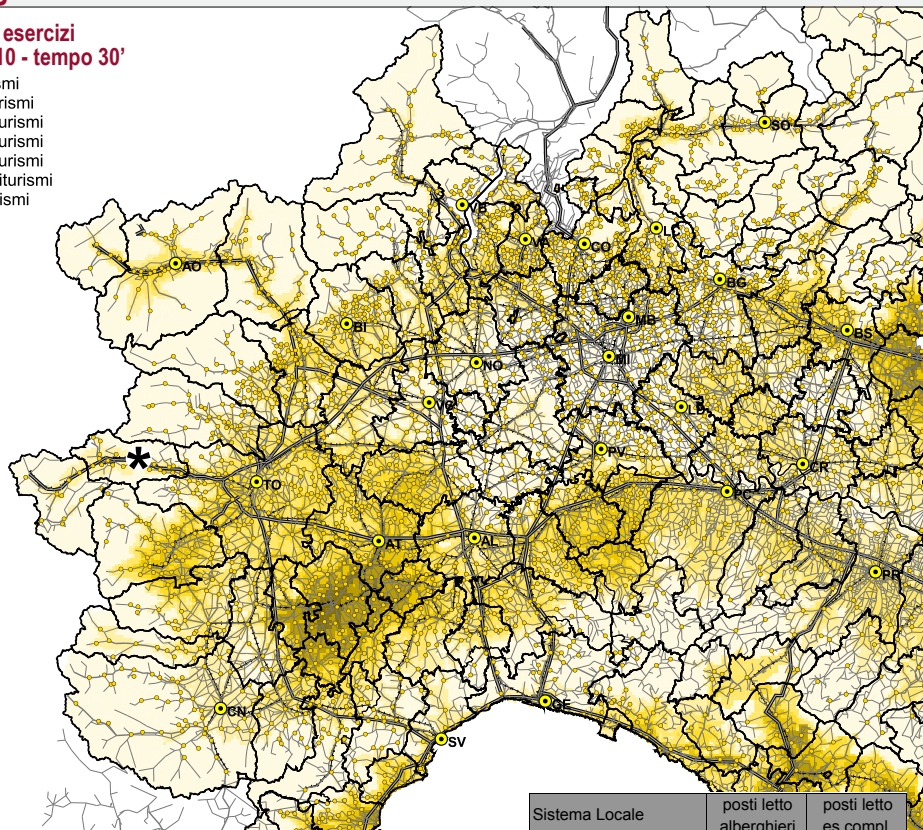 esercizi
10 - tempo 30’
smi
rismi
urismi
urismi
urismi
iturismi
ismi
SO
VB
VA
CO
LC
AO
BG
BI
MB
BS
NO
MI
VC
LO
*
PV
TO
CR
PC
AT
AL
PR
CN
GE
SV
Sistema Locale
posti letto
alberghieri
posti letto
es compl